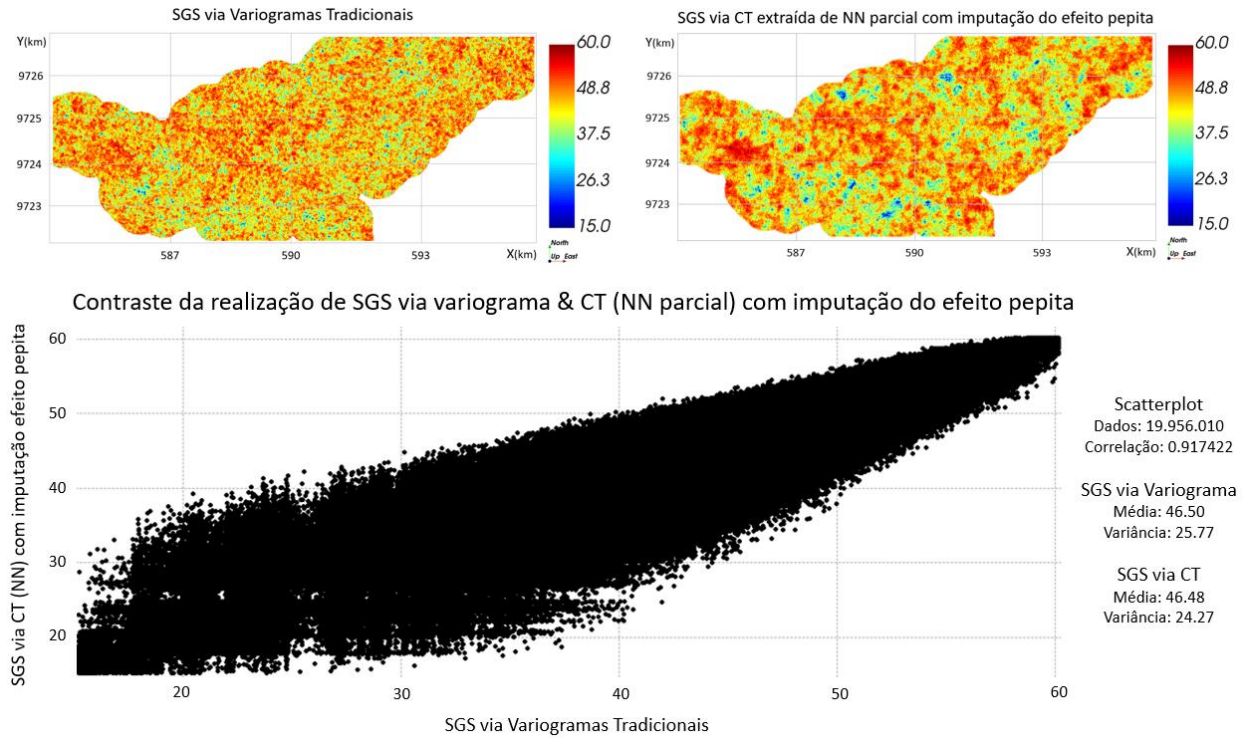 SGS via Variogramas Tradicionais
Y(km)
9726
9725
9724
9723
587
590
593
X(km)
60.0
48.8
37.5
26.3
15.0
North
Up East
SGS via CT extraída de NN parcial com imputação do efeito pepita
Y(km)
9726
9725
9724
9723
587
590
593
X(km)
60.0
48.8
37.5
26.3
15.0
North
Up East
Contraste da realização de SGS via variograma & CT (NN parcial) com imputação do efeito pepita
SGS via CT (NN) com imputação efeito pepita
60
50
40
30
20
20
30
40
50
60
SGS via Variogramas Tradicionais
Scatterplot
Dados: 19.956.010
Correlação: 0.917422
SGS via Variograma
Média: 46.50
Variância: 25.77
SGS via CT
Média: 46.48
Variância: 24.27